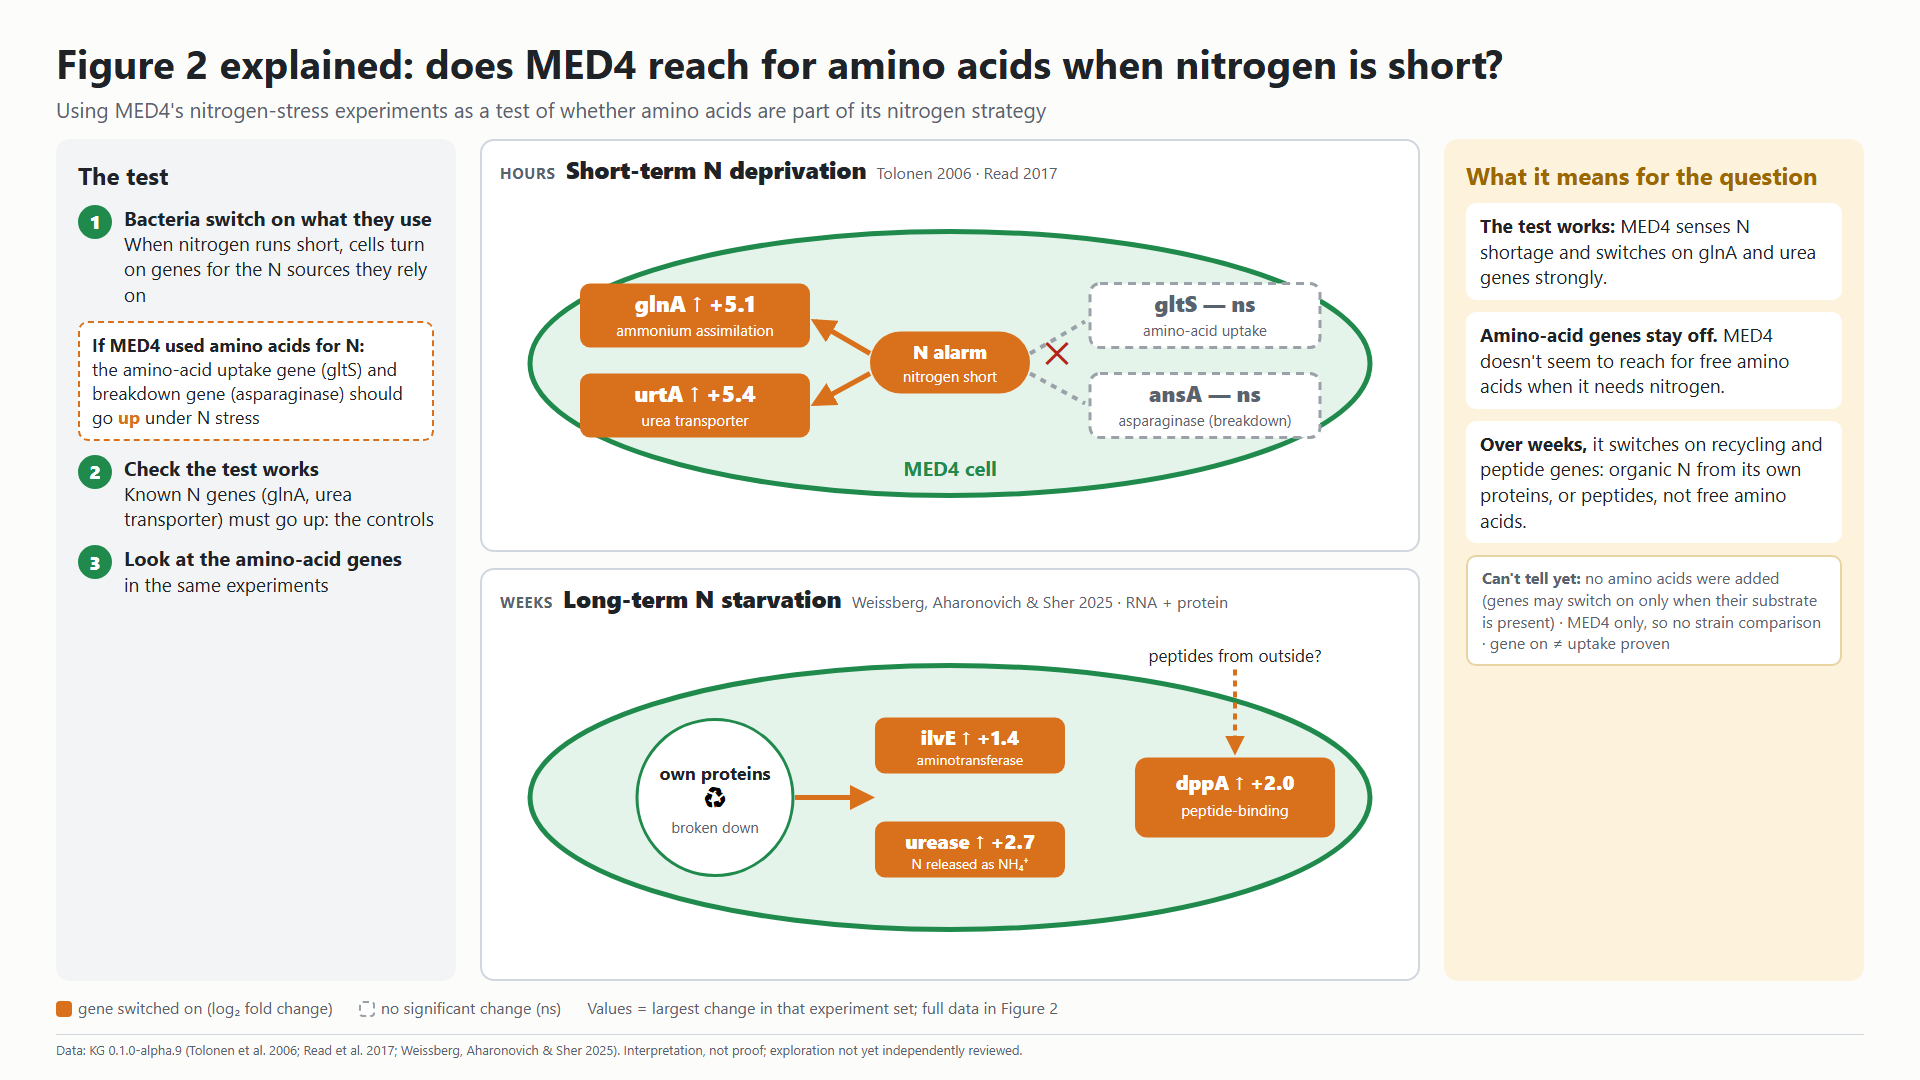 Figure 2 explained: does MED4 reach for amino acids when nitrogen is short?
Using MED4's nitrogen-stress experiments as a test of whether amino acids are part of its nitrogen strategy
The test
1
Bacteria switch on what they use
When nitrogen runs short, cells turn
on genes for the N sources they rely
on
If MED4 used amino acids for N:
the amino-acid uptake gene (gltS) and
breakdown gene (asparaginase) should
go up under N stress
2
Check the test works
Known N genes (glnA, urea
transporter) must go up: the controls
3
Look at the amino-acid genes
in the same experiments
HOURS Short-term N deprivation Tolonen 2006 · Read 2017
glnA ↑ +5.1
ammonium assimilation
urtA ↑ +5.4
urea transporter
N alarm
nitrogen short
gltS — ns
amino-acid uptake
ansA — ns
asparaginase (breakdown)
MED4 cell
WEEKS Long-term N starvation Weissberg, Aharonovich & Sher 2025 · RNA + protein
peptides from outside?
own proteins
♻
broken down
ilvE ↑ +1.4
aminotransferase
urease ↑ +2.7
N released as NH₄⁺
dppA ↑ +2.0
peptide-binding
What it means for the question
The test works: MED4 senses N
shortage and switches on glnA and urea
genes strongly.
Amino-acid genes stay off. MED4
doesn't seem to reach for free amino
acids when it needs nitrogen.
Over weeks, it switches on recycling and
peptide genes: organic N from its own
proteins, or peptides, not free amino
acids.
Can't tell yet: no amino acids were added
(genes may switch on only when their substrate
is present) · MED4 only, so no strain comparison
· gene on ≠ uptake proven
gene switched on (log₂ fold change)
no significant change (ns)
Values = largest change in that experiment set; full data in Figure 2
Data: KG 0.1.0-alpha.9 (Tolonen et al. 2006; Read et al. 2017; Weissberg, Aharonovich & Sher 2025). Interpretation, not proof; exploration not yet independently reviewed.